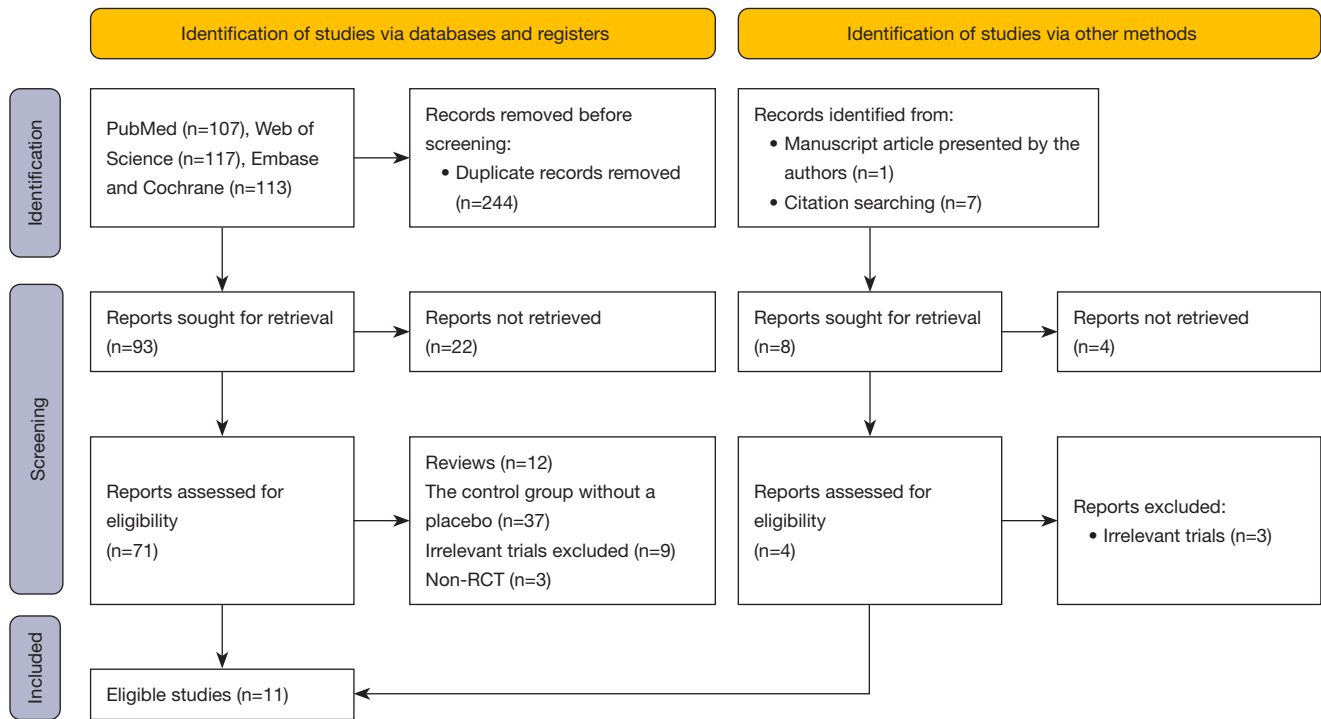 Identification of studies via databases and registers
Identification of studies via other methods
Identification
PubMed (n=107), Web of
Science (n=117), Embase
and Cochrane (n=113)
Records removed before
screening:
• Duplicate records removed
(n=244)
Records identified from:
• Manuscript article presented by the
authors (n=1)
• Citation searching (n=7)
Screening
Reports sought for retrieval
(n=93)
Reports not retrieved
(n=22)
Reports sought for retrieval
(n=8)
Reports not retrieved
(n=4)
Reports assessed for
eligibility
(n=71)
Reviews (n=12)
The control group without a
placebo (n=37)
Irrelevant trials excluded (n=9)
Non-RCT (n=3)
Reports assessed for
eligibility
(n=4)
Reports excluded:
• Irrelevant trials (n=3)
Included
Eligible studies (n=11)